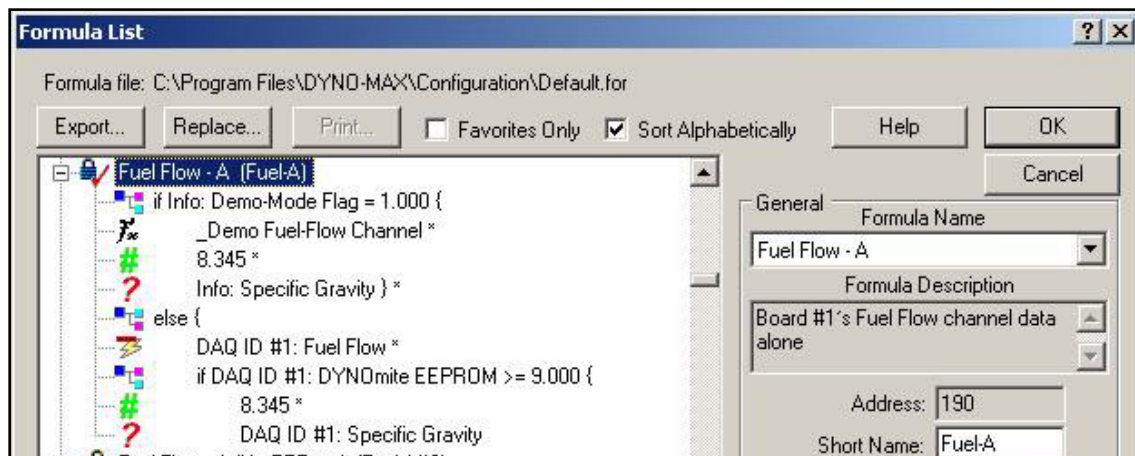 Formula List
Formula file: C:\Program Files\DYNO-MAX\Configuration\Default.for
Export... Replace... Print... Favorites Only Sort Alphabetically Help OK
Cancel
Fuel Flow - A (Fuel-A)
if Info: Demo-Mode Flag = 1.000 {
_Demo Fuel-Flow Channel *
8.345 *
Info: Specific Gravity } *
else {
DAQ ID #1: Fuel Flow *
if DAQ ID #1: DYNOmite EEPROM >= 9.000 {
8.345 *
DAQ ID #1: Specific Gravity
General
Formula Name
Fuel Flow - A
Formula Description
Board #1's Fuel Flow channel data
alone
Address: 190
Short Name: Fuel-A